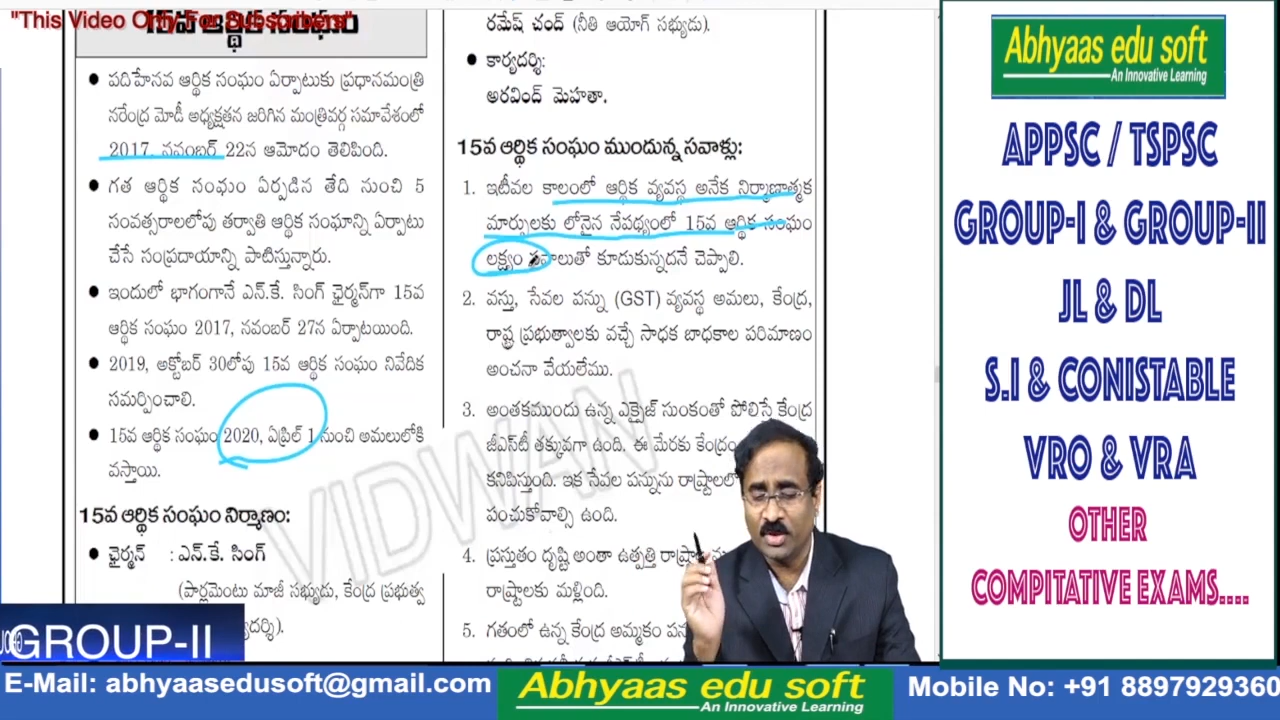 "This Video Only For Subscribers"
15వ ఆర్థిక సంఘం
• పదిహేనవ ఆర్థిక సంఘం ఏర్పాటుకు ప్రధానమంత్రి
నరేంద్ర మోడీ అధ్యక్షతన జరిగిన మంత్రివర్గ సమావేశంలో
2017, నవంబర్ 22న ఆమోదం తెలిపింది.
• గత ఆర్థిక సంఘం ఏర్పడిన తేది నుంచి 5
సంవత్సరాలలోపు తర్వాతి ఆర్థిక సంఘాన్ని ఏర్పాటు
చేసే సంప్రదాయాన్ని పాటిస్తున్నారు.
• ఇందులో భాగంగానే ఎన్.కే. సింగ్ ఛైర్మన్‌గా 15వ
ఆర్థిక సంఘం 2017, నవంబర్ 27న ఏర్పాటయింది.
• 2019, అక్టోబర్ 30లోపు 15వ ఆర్థిక సంఘం నివేదిక
సమర్పించాలి.
• 15వ ఆర్థిక సంఘం 2020, ఏప్రిల్ 1 నుంచి అమలులోకి
వస్తాయి.
15వ ఆర్థిక సంఘం నిర్మాణం:
• ఛైర్మన్ : ఎన్.కే. సింగ్
(పార్లమెంటు మాజీ సభ్యుడు, కేంద్ర ప్రభుత్వ
రమేష్ చంద్ (నీతి ఆయోగ్ సభ్యుడు).
• కార్యదర్శి:
అరవింద్ మెహతా.
15వ ఆర్థిక సంఘం ముందున్న సవాళ్లు:
1. ఇటీవల కాలంలో ఆర్థిక వ్యవస్థ అనేక నిర్మాణాత్మక
మార్పులకు లోనైన నేపథ్యంలో 15వ ఆర్థిక సంఘం
లక్ష్యం కూడుకున్నదనే చెప్పాలి.
2. వస్తు, సేవల పన్ను (GST) వ్యవస్థ అమలు, కేంద్ర,
రాష్ట్ర ప్రభుత్వాలకు వచ్చే సాధక బాధకాల పరిమాణం
అంచనా వేయలేము.
3. అంతకముందు ఉన్న ఎక్సైజ్ సుంకంతో పోలిస్తే కేంద్ర
జీఎస్‌టీ తక్కువగా ఉంది. ఈ మేరకు కేంద్రం
కనిపిస్తుంది. ఇక సేవల పన్నును రాష్ట్రాలలో
పంచుకోవాల్సి ఉంది.
4. ప్రస్తుతం దృష్టి అంతా ఉత్పత్తి
రాష్ట్రాలకు మళ్లింది.
5. గతంలో ఉన్న కేంద్ర అమ్మకం
VIDWAN
Abhyaas edu soft
An Innovative Learning
APPSC / TSPSC
GROUP-I & GROUP-II
JL & DL
S.I & CONISTABLE
VRO & VRA
OTHER
COMPITATIVE EXAMS....
GROUP-II
E-Mail: abhyaasedusoft@gmail.com
Abhyaas edu soft
An Innovative Learning
Mobile No: +91 8897929360